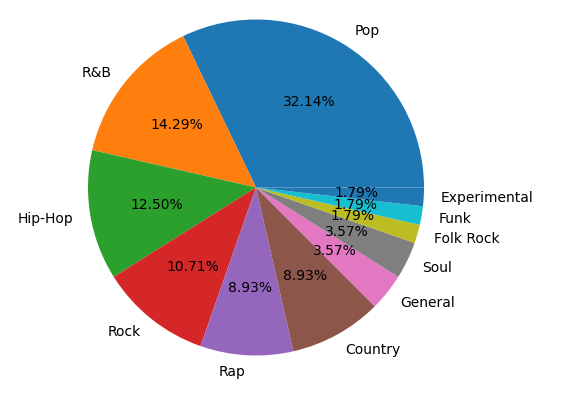 Pop
32.14%
R&B
14.29%
Hip-Hop
12.50%
Rock
10.71%
Rap
8.93%
Country
8.93%
General
3.57%
Soul
3.57%
Folk Rock
1.79%
Funk
1.79%
Experimental
1.79%